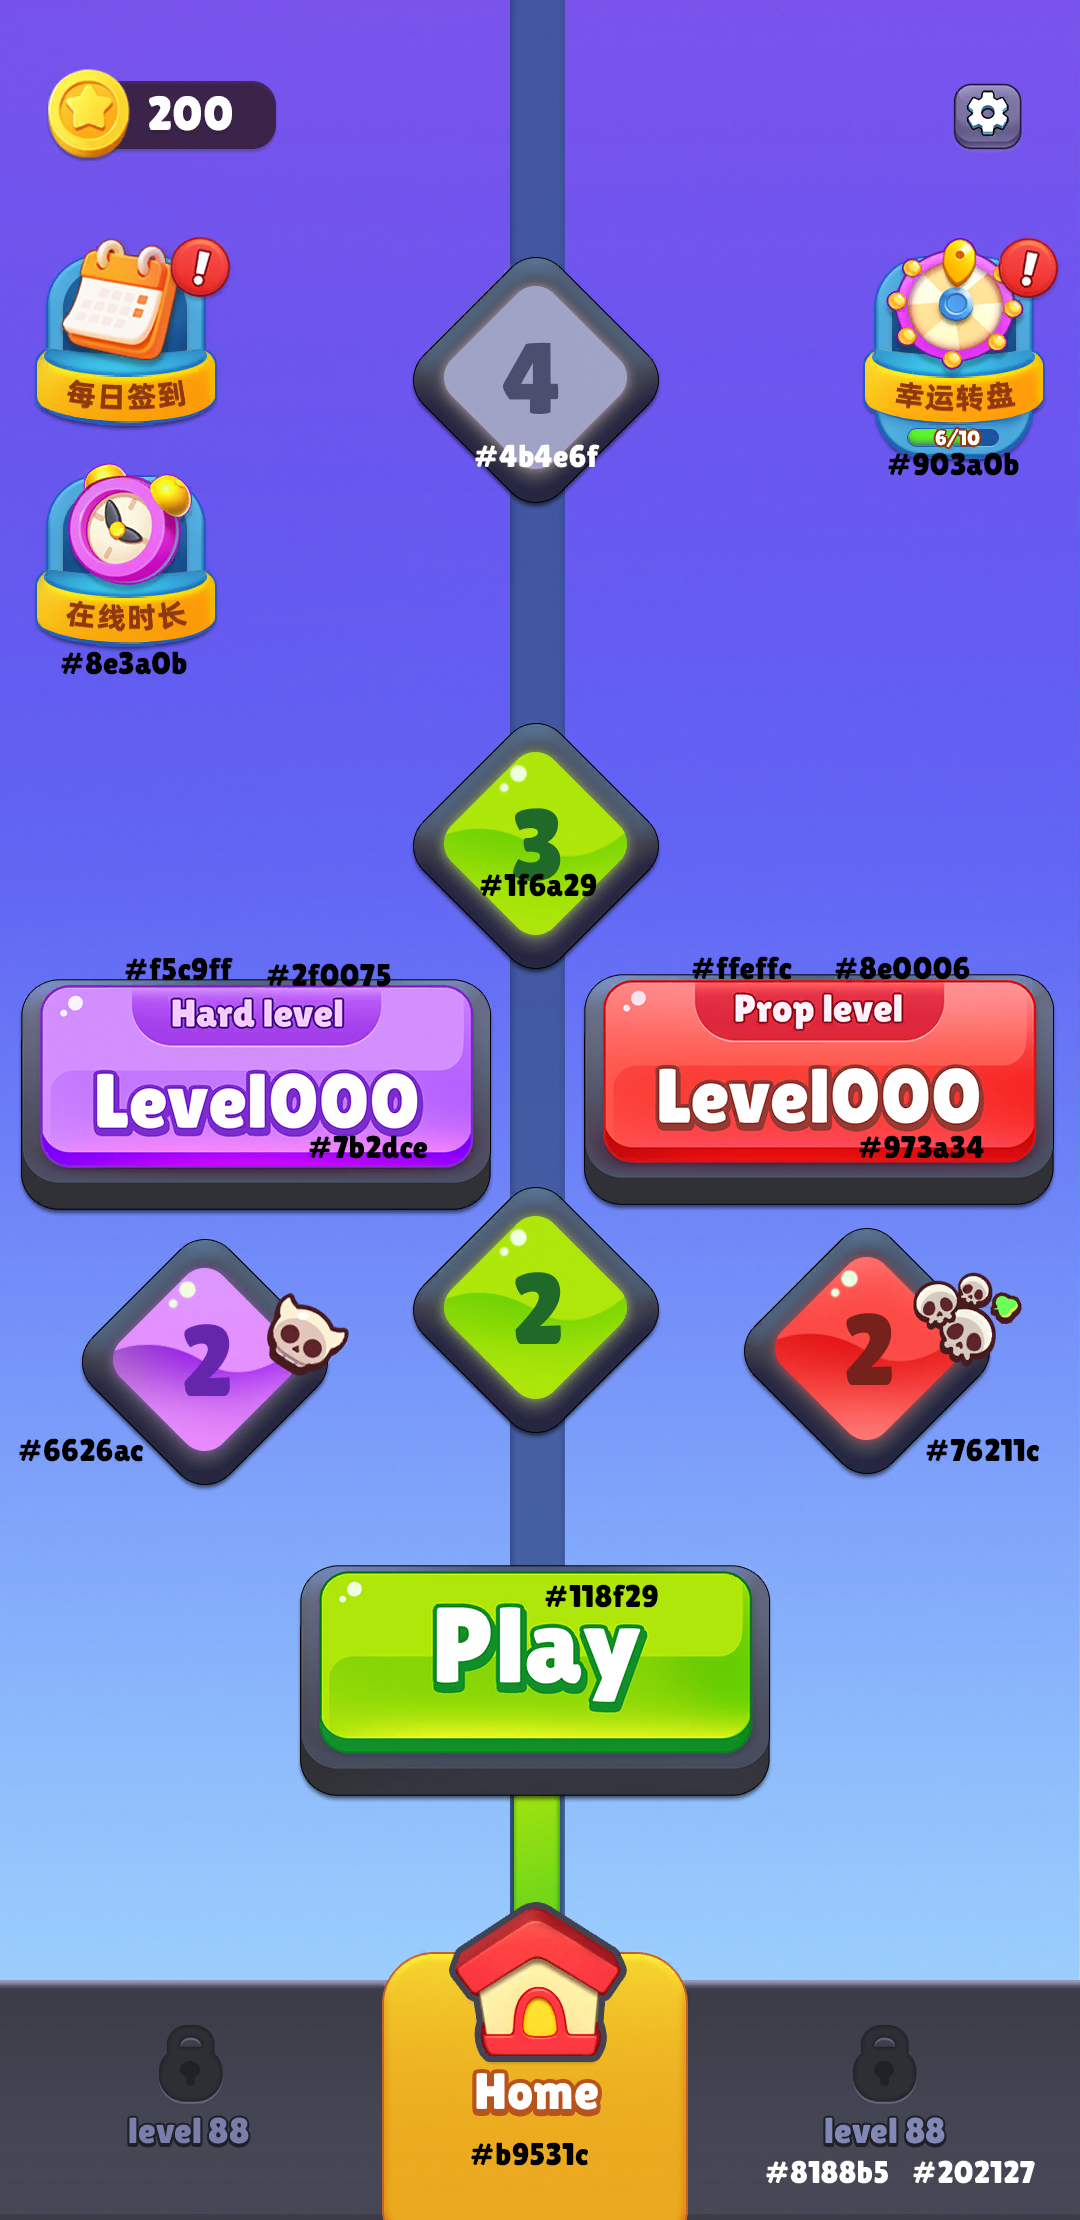 200
每日签到
4
#4b4e6f
幸运转盘
6/10
#903a0b
在线时长
#8e3a0b
3
#1f6a29
#f5c9ff #2f0075
Hard level
Level000
#7b2dce
#ffeffc #8e0006
Prop level
Level000
#973a34
2
#6626ac
2
2
#76211c
#118f29
Play
level 88
Home
#b9531c
level 88
#8188b5 #202127